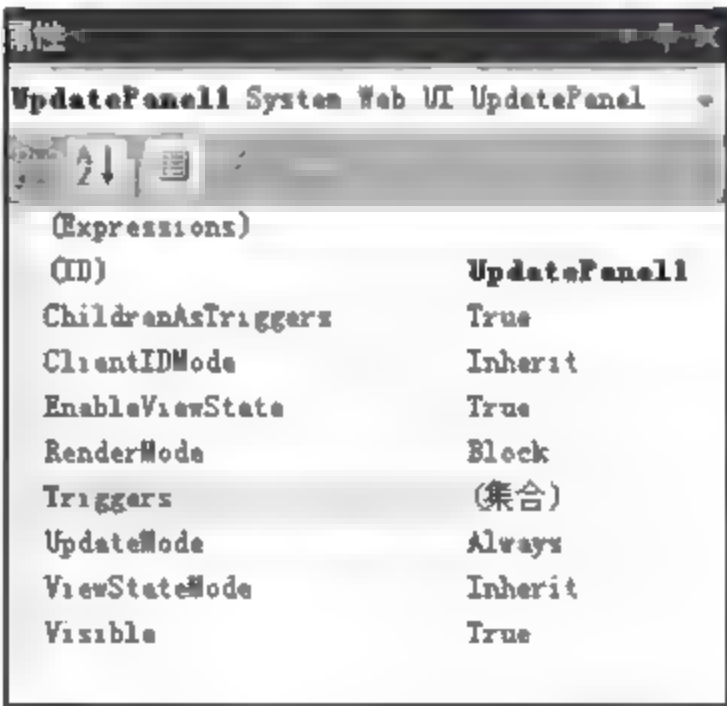 属性
UpdatePanel1 System Web UI UpdatePanel
(Expressions)
(ID) UpdatePanel1
ChildrenAsTriggers True
ClientIDMode Inherit
EnableViewState True
RenderMode Block
Triggers (集合)
UpdateMode Always
ViewStateMode Inherit
Visible True